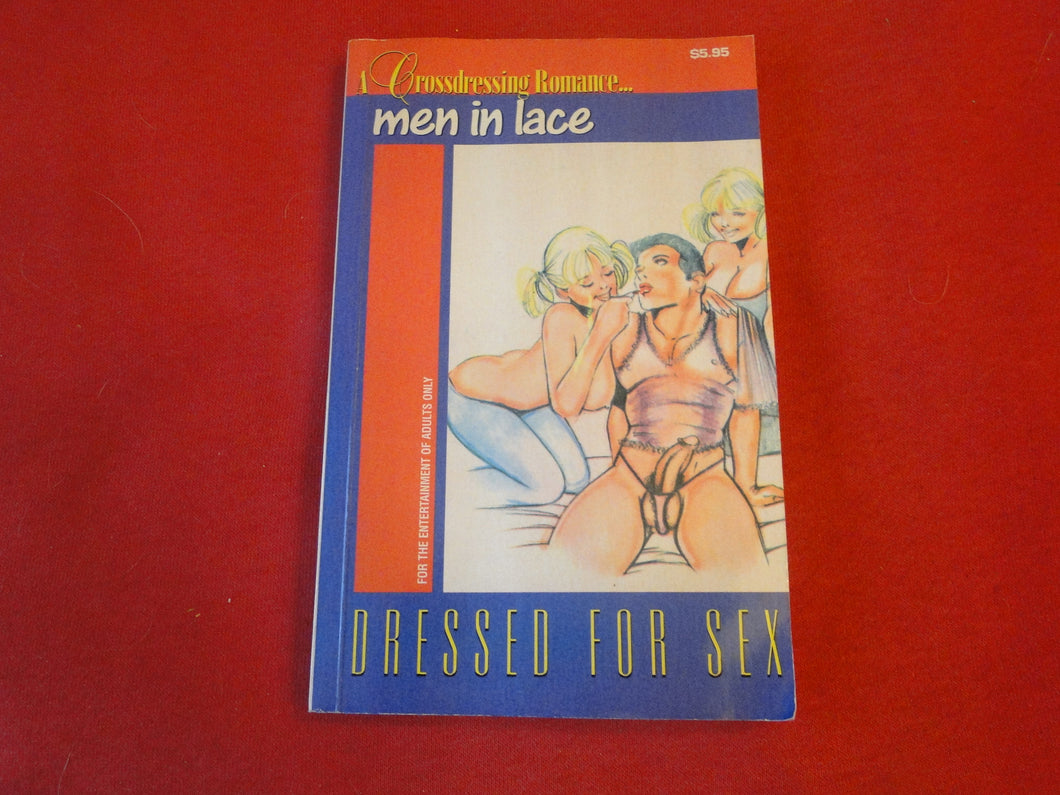 $5.95
A Crossdressing Romance...
men in lace
FOR THE ENTERTAINMENT OF ADULTS ONLY
DRESSED FOR SEX